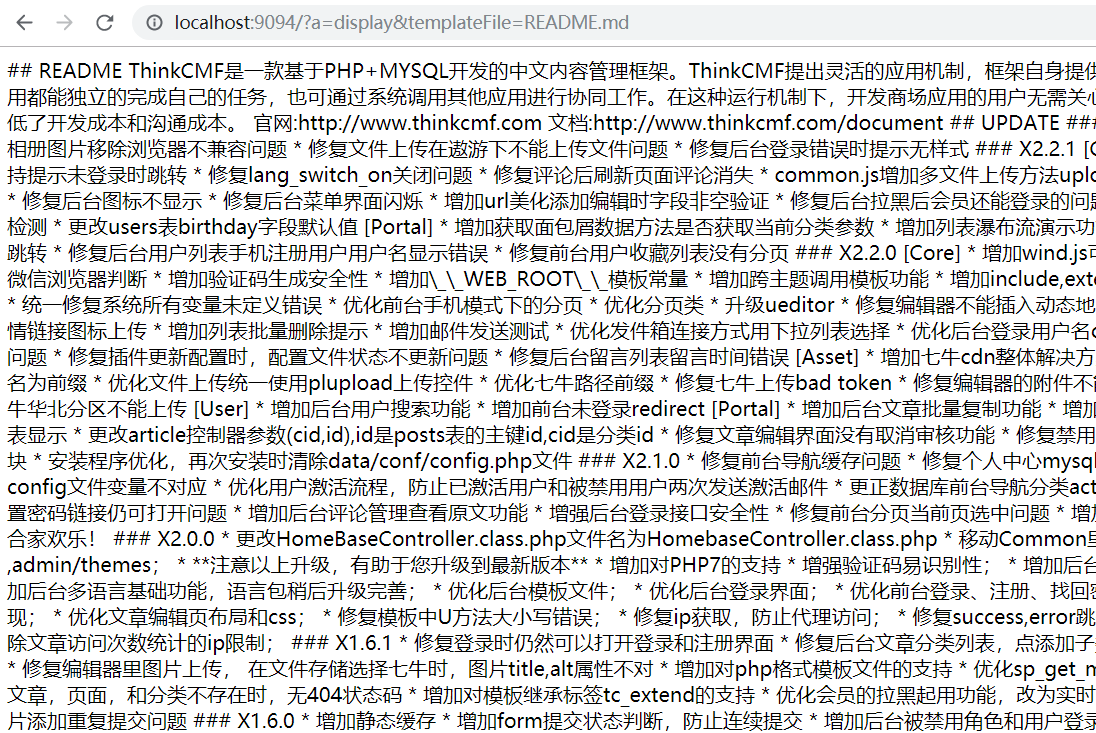 localhost:9094/?a=display&templateFile=README.md
## README ThinkCMF是一款基于PHP+MYSQL开发的中文内容管理框架。ThinkCMF提出灵活的应用机制，框架自身提供
用都能独立的完成自己的任务，也可通过系统调用其他应用进行协同工作。在这种运行机制下，开发商场应用的用户无需关心
低了开发成本和沟通成本。 官网:http://www.thinkcmf.com 文档:http://www.thinkcmf.com/document ## UPDATE ###
相册图片移除浏览器不兼容问题 * 修复文件上传在遨游下不能上传文件问题 * 修复后台登录错误时提示无样式 ### X2.2.1 [C
持提示未登录时跳转 * 修复lang_switch_on关闭问题 * 修复评论后刷新页面评论消失 * common.js增加多文件上传方法uplo
* 修复后台图标不显示 * 修复后台菜单界面闪烁 * 增加url美化添加编辑时字段非空验证 * 修复后台拉黑后会员还能登录的问题
检测 * 更改users表birthday字段默认值 [Portal] * 增加获取面包屑数据方法是否获取当前分类参数 * 增加列表瀑布流演示功
跳转 * 修复后台用户列表手机注册用户用户名显示错误 * 修复前台用户收藏列表没有分页 ### X2.2.0 [Core] * 增加wind.js可
微信浏览器判断 * 增加验证码生成安全性 * 增加\_\_WEB_ROOT\_\_模板常量 * 增加跨主题调用模板功能 * 增加include,exte
* 统一修复系统所有变量未定义错误 * 优化前台手机模式下的分页 * 优化分页类 * 升级ueditor * 修复编辑器不能插入动态地
情链接图标上传 * 增加列表批量删除提示 * 增加邮件发送测试 * 优化发件箱连接方式用下拉列表选择 * 优化后台登录用户名c
问题 * 修复插件更新配置时，配置文件状态不更新问题 * 修复后台留言列表留言时间错误 [Asset] * 增加七牛cdn整体解决方
名为前缀 * 优化文件上传统一使用plupload上传控件 * 优化七牛路径前缀 * 修复七牛上传bad token * 修复编辑器的附件不能
牛华北分区不能上传 [User] * 增加后台用户搜索功能 * 增加前台未登录redirect [Portal] * 增加后台文章批量复制功能 * 增加
表显示 * 更改article控制器参数(cid,id),id是posts表的主键id,cid是分类id * 修复文章编辑界面没有取消审核功能 * 修复禁用
块 * 安装程序优化，再次安装时清除data/conf/config.php文件 ### X2.1.0 * 修复前台导航缓存问题 * 修复个人中心mysql
config文件变量不对应 * 优化用户激活流程，防止已激活用户和被禁用用户两次发送激活邮件 * 更正数据库前台导航分类act
置密码链接仍可打开问题 * 增加后台评论管理查看原文功能 * 增强后台登录接口安全性 * 修复前台分页当前页选中问题 * 增加
合家欢乐！ ### X2.0.0 * 更改HomeBaseController.class.php文件名为HomebaseController.class.php * 移动Common里
,admin/themes； * **注意以上升级，有助于您升级到最新版本** * 增加对PHP7的支持 * 增强验证码易识别性； * 增加后台
加后台多语言基础功能，语言包稍后升级完善； * 优化后台模板文件； * 优化后台登录界面； * 优化前台登录、注册、找回密
现； * 优化文章编辑页布局和css； * 修复模板中U方法大小写错误； * 修复ip获取，防止代理访问； * 修复success,error跳
除文章访问次数统计的ip限制； ### X1.6.1 * 修复登录时仍然可以打开登录和注册界面 * 修复后台文章分类列表，点添加子
* 修复编辑器里图片上传， 在文件存储选择七牛时，图片title,alt属性不对 * 增加对php格式模板文件的支持 * 优化sp_get_m
文章，页面，和分类不存在时，无404状态码 * 增加对模板继承标签tc_extend的支持 * 优化会员的拉黑起用功能，改为实时
片添加重复提交问题 ### X1.6.0 * 增加静态缓存 * 增加form提交状态判断，防止连续提交 * 增加后台被禁用角色和用户登录